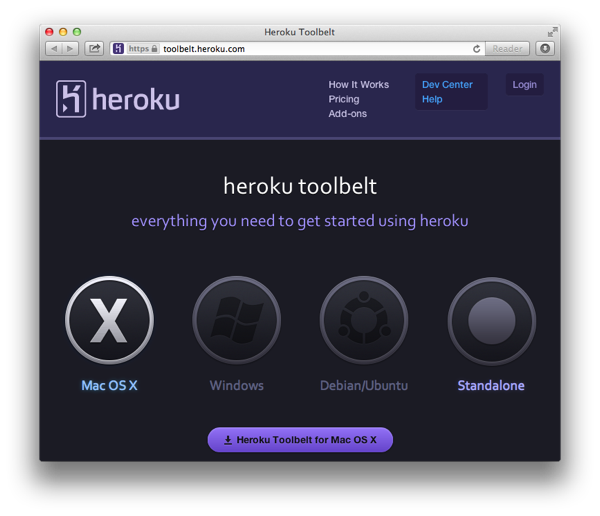 Heroku Toolbelt
https
toolbelt.heroku.com
Reader
heroku
How It Works
Pricing
Add-ons
Dev Center
Help
Login
heroku toolbelt
everything you need to get started using heroku
X
Mac OS X
Windows
Debian/Ubuntu
Standalone
Heroku Toolbelt for Mac OS X